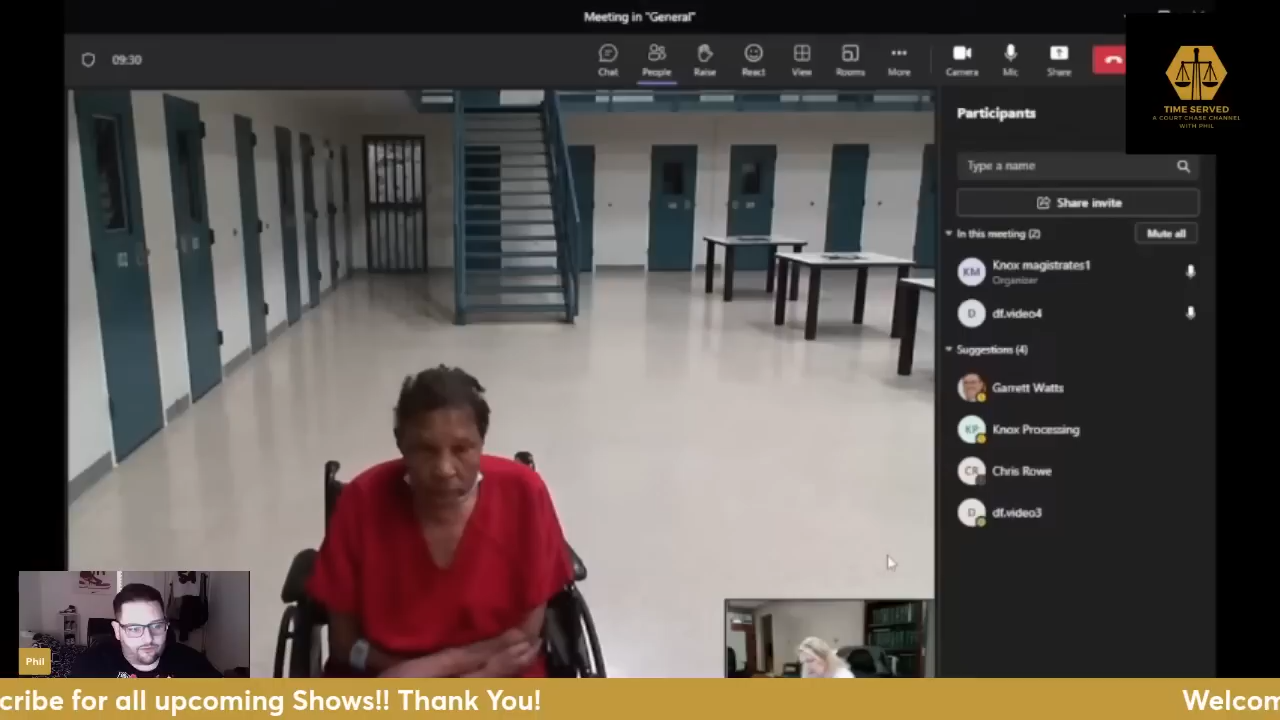 Meeting in "General"
09:30
Chat
People
Raise
React
View
Rooms
More
Camera
Mic
Share
TIME SERVED
A COURT CHASE CHANNEL
WITH PHIL
Participants
Type a name
Share invite
In this meeting (2)
Mute all
KM
Knox magistrates1
Organizer
D
df.video4
Suggestions (4)
Garrett Watts
KP
Knox Processing
CR
Chris Rowe
D
df.video3
Phil
cribe for all upcoming Shows!! Thank You!
Welcom